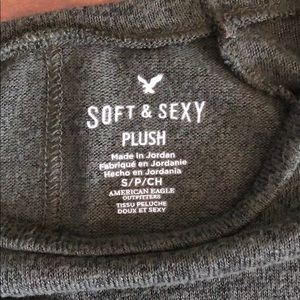 SOFT & SEXY
PLUSH
Made in Jordan
Fabriqué en Jordanie
Hecho en Jordania
S/P/CH
AMERICAN EAGLE
OUTFITTERS
TISSU PELUCHE
DOUX ET SEXY